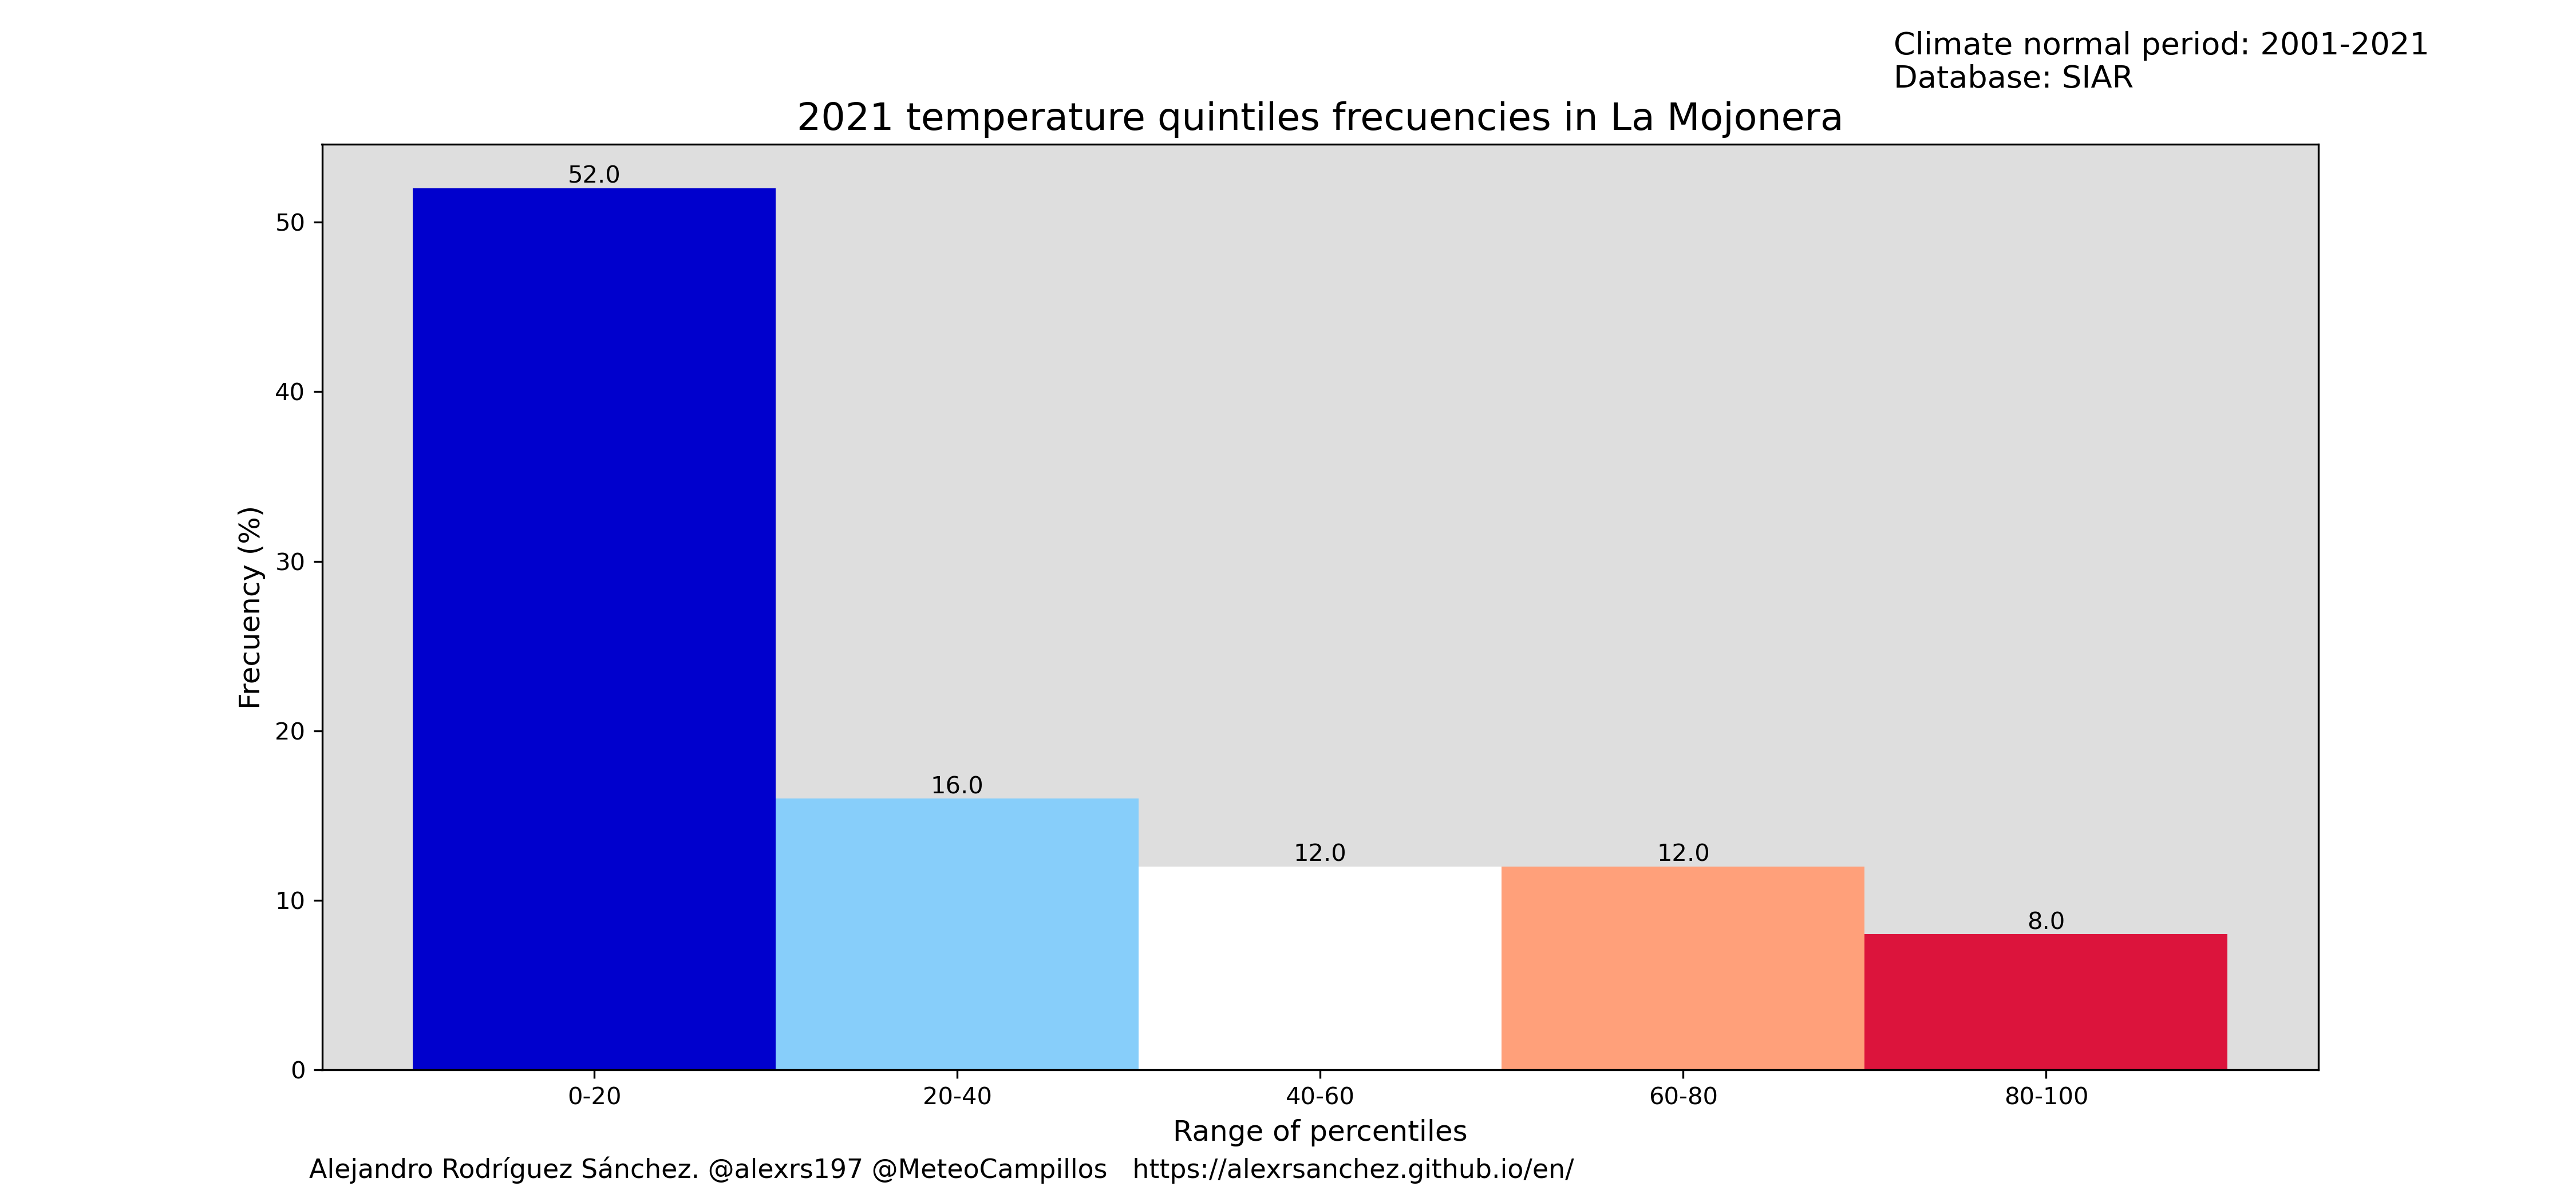 Climate normal period: 2001-2021
Database: SIAR
2021 temperature quintiles frecuencies in La Mojonera
52.0
50
40
Frecuency (%)
30
20
16.0
12.0
12.0
10
8.0
0
0-20
20-40
40-60
60-80
80-100
Range of percentiles
Alejandro Rodríguez Sánchez. @alexrs197 @MeteoCampillos   https://alexrsanchez.github.io/en/